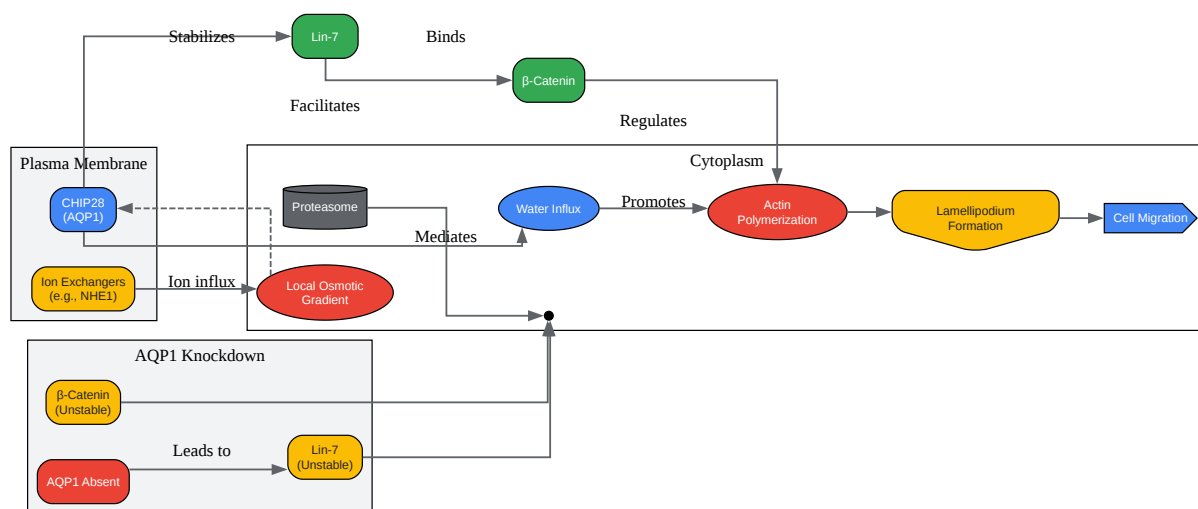 Stabilizes
Lin-7
Binds
β-Catenin
Facilitates
Regulates
Plasma Membrane
Cytoplasm
CHIP28
(AQP1)
Proteasome
Water Influx
Promotes
Actin
Polymerization
Lamellipodium
Formation
Cell Migration
Mediates
Ion Exchangers
(e.g., NHE1)
Ion influx
Local Osmotic
Gradient
AQP1 Knockdown
β-Catenin
(Unstable)
Leads to
Lin-7
(Unstable)
AQP1 Absent